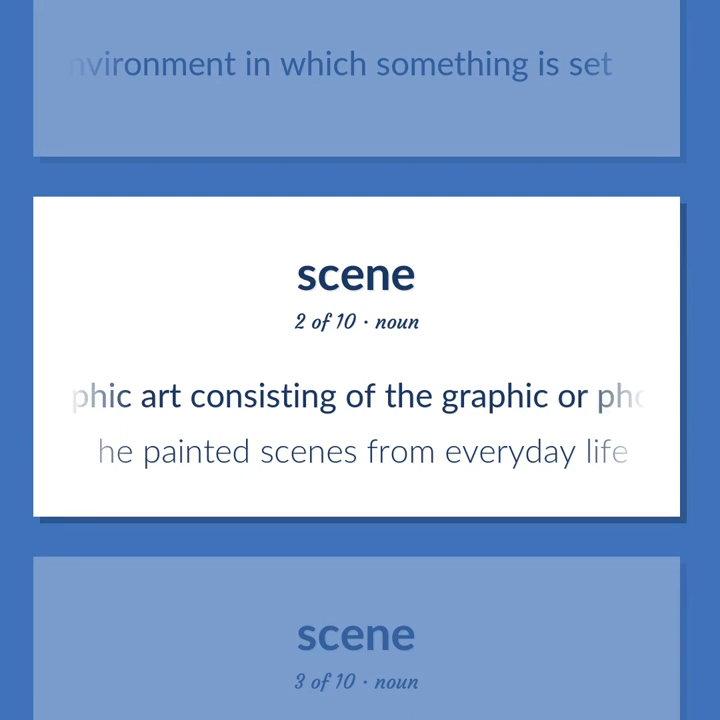 nvironment in which something is set
scene
2 of 10 · noun
phic art consisting of the graphic or pho
he painted scenes from everyday life
scene
3 of 10 · noun